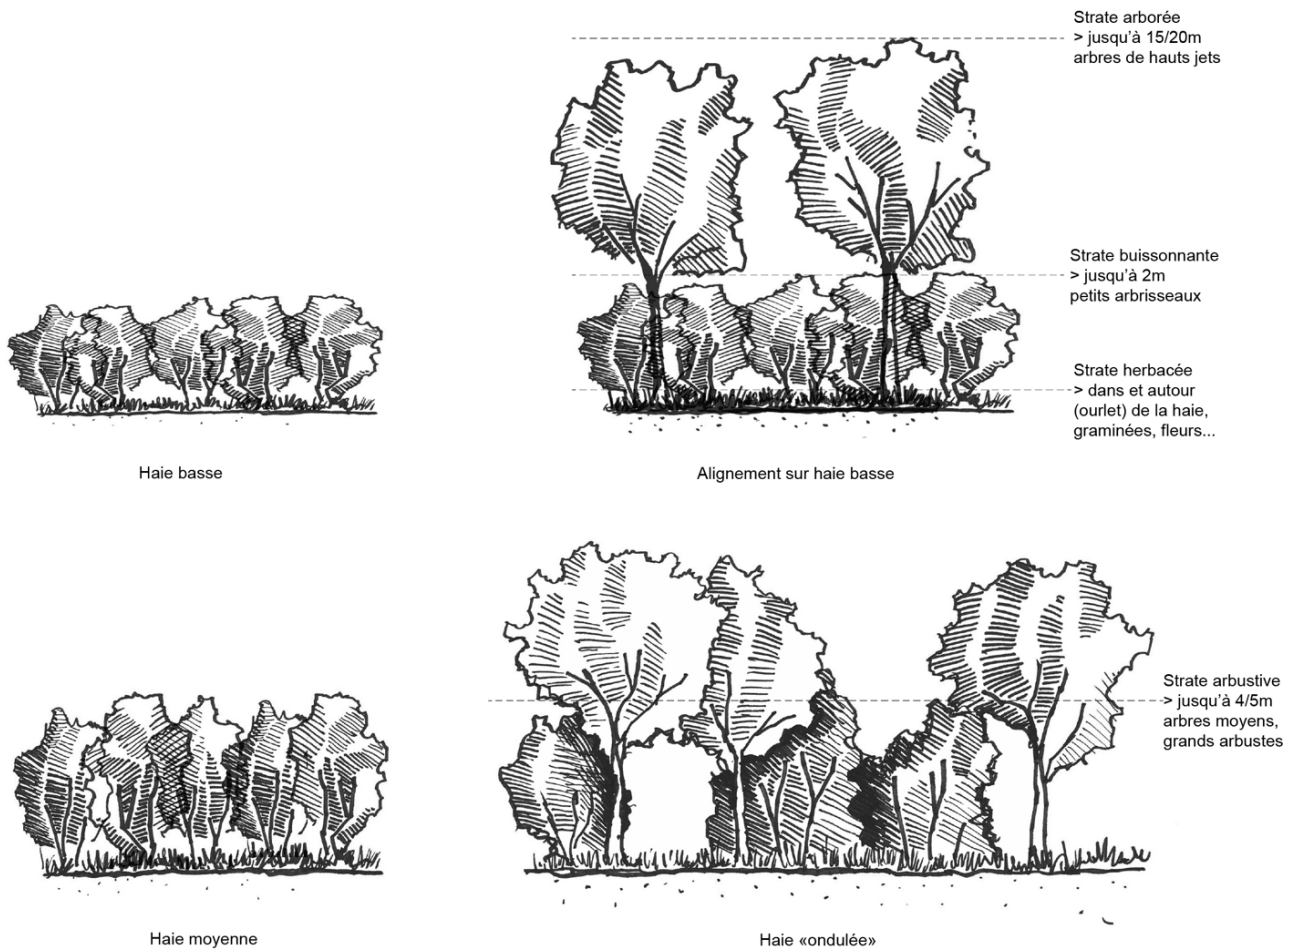 Strate arborée
> jusqu'à 15/20m
arbres de hauts jets
Strate buissonnante
> jusqu'à 2m
petits arbrisseaux
Strate herbacée
> dans et autour
(ourlet) de la haie,
graminées, fleurs...
Haie basse
Alignement sur haie basse
Strate arbustive
> jusqu'à 4/5m
arbres moyens,
grands arbustes
Haie moyenne
Haie «ondulée»